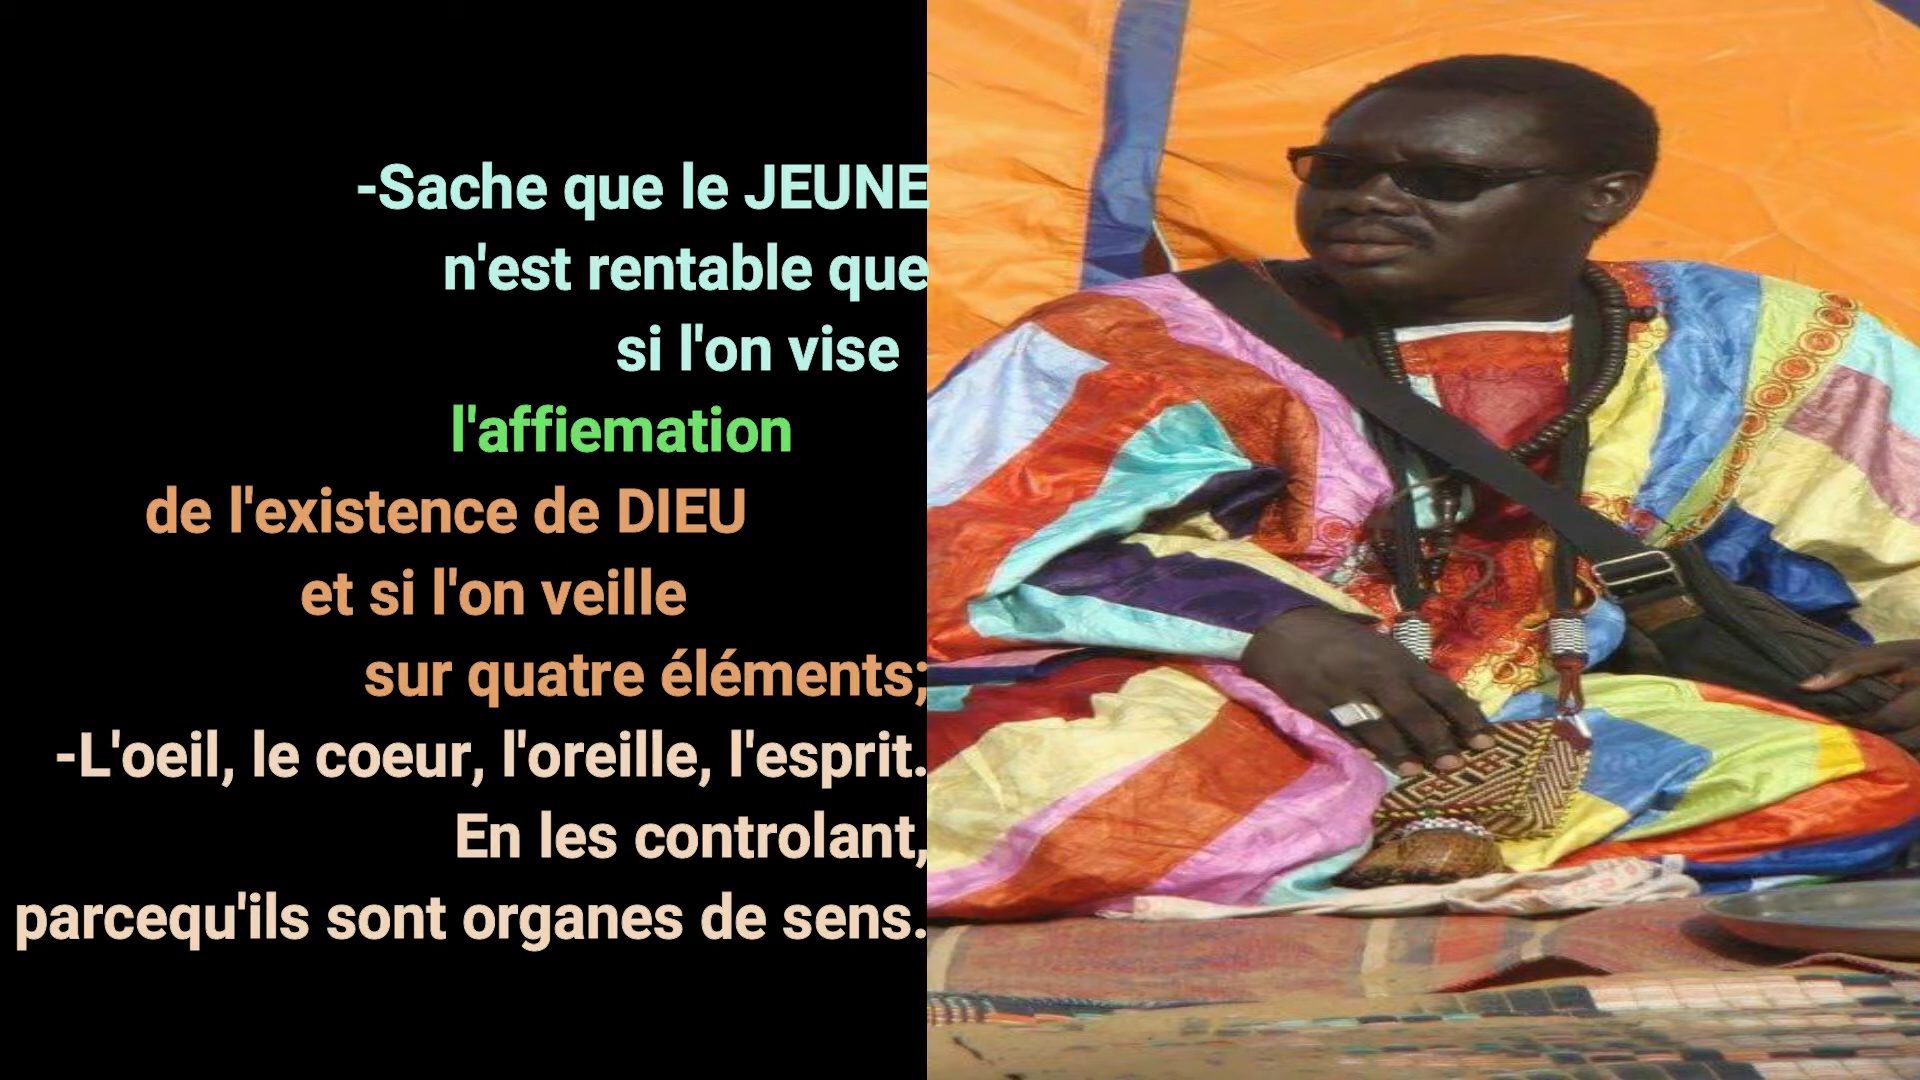 -Sache que le JEUNE
n'est rentable que
si l'on vise
l'affiemation
de l'existence de DIEU
et si l'on veille
sur quatre éléments;
-L'oeil, le coeur, l'oreille, l'esprit.
En les controlant,
parcequ'ils sont organes de sens.